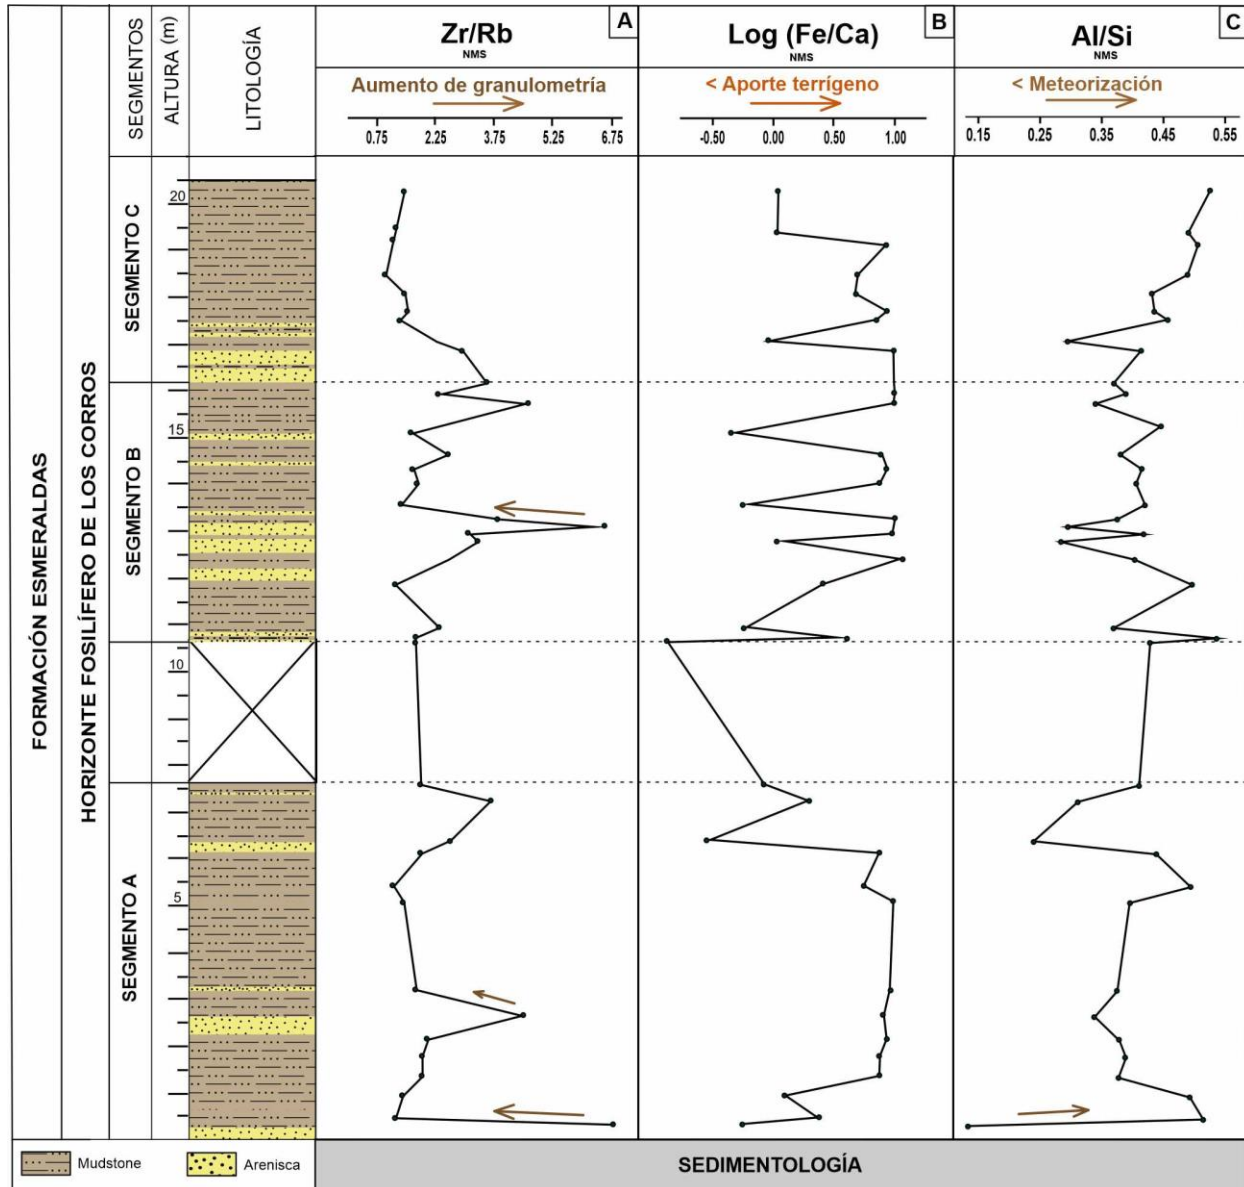 SEGMENTOS
ALTURA (m)
LITOLOGÍA
A
Zr/Rb
NMS
Aumento de granulometría
0.75 2.25 3.75 5.25 6.75
B
Log (Fe/Ca)
NMS
< Aporte terrígeno
-0.50 0.00 0.50 1.00
C
Al/Si
NMS
< Meteorización
0.15 0.25 0.35 0.45 0.55
FORMACIÓN ESMERALDAS
HORIZONTE FOSILÍFERO DE LOS CORROS
SEGMENTO C
SEGMENTO B
SEGMENTO A
20
15
10
5
Mudstone
Arenisca
SEDIMENTOLOGÍA